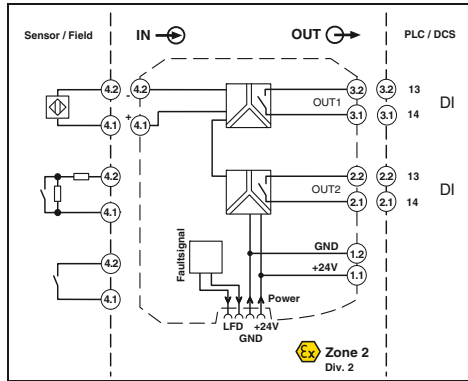 Sensor / Field
IN
OUT
PLC / DCS
4.2
4.2
-
3.2
3.2
13
DI
OUT1
4.1
+
4.1
3.1
3.1
14
4.2
2.2
2.2
13
DI
OUT2
4.1
2.1
2.1
14
GND
1.2
4.2
Faultsignal
+24V
1.1
4.1
Power
LFD
+24V
GND
Ex
Zone 2
Div. 2